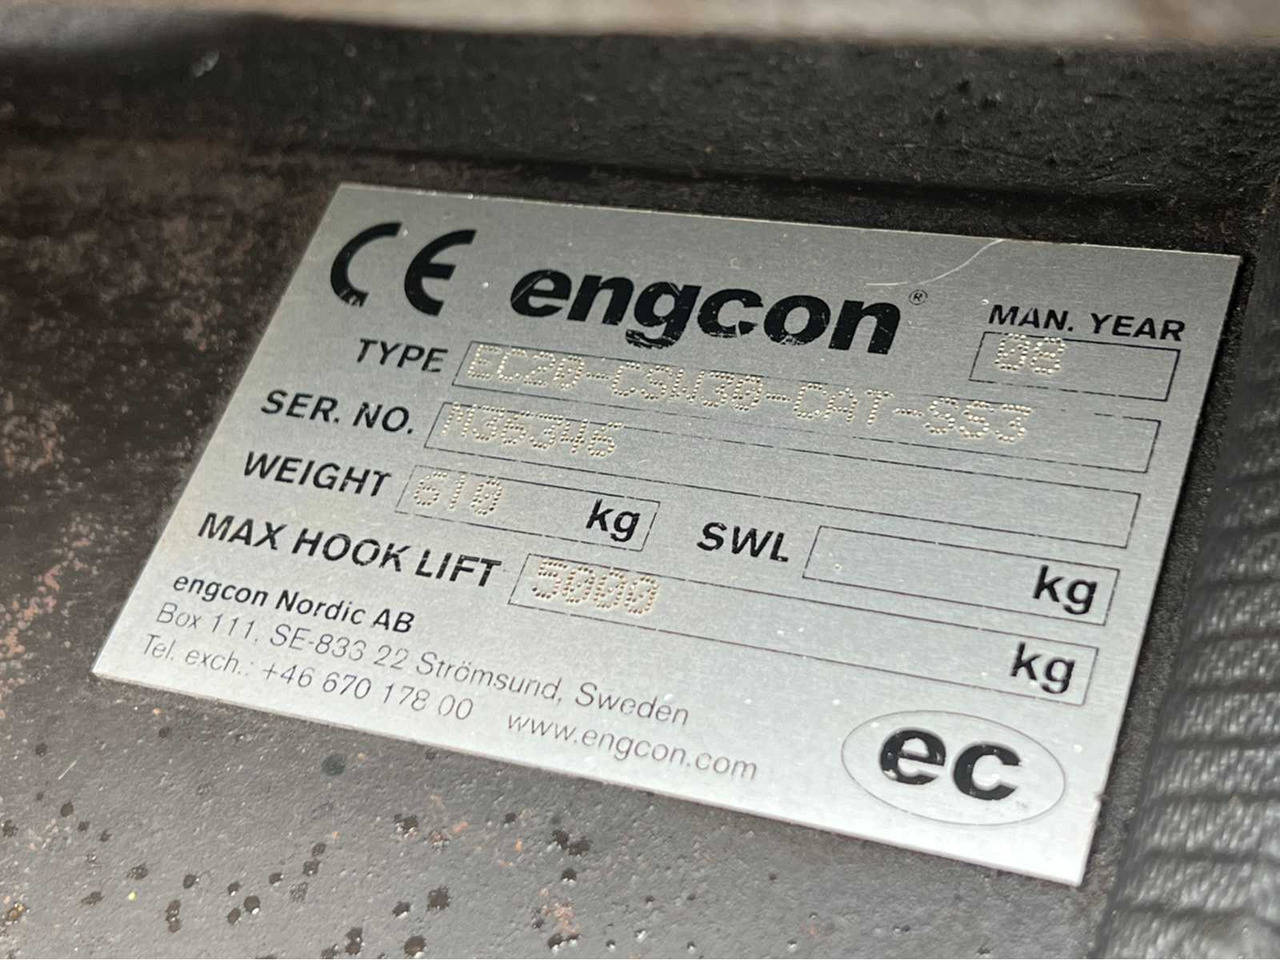 CE engcon®
MAN. YEAR 08
TYPE EC20-CSW30-CAT-SS3
SER. NO. M36346
WEIGHT 610 kg SWL kg
MAX HOOK LIFT 5000 kg
engcon Nordic AB
Box 111, SE-833 22 Strömsund, Sweden
Tel. exch.: +46 670 178 00 www.engcon.com
ec